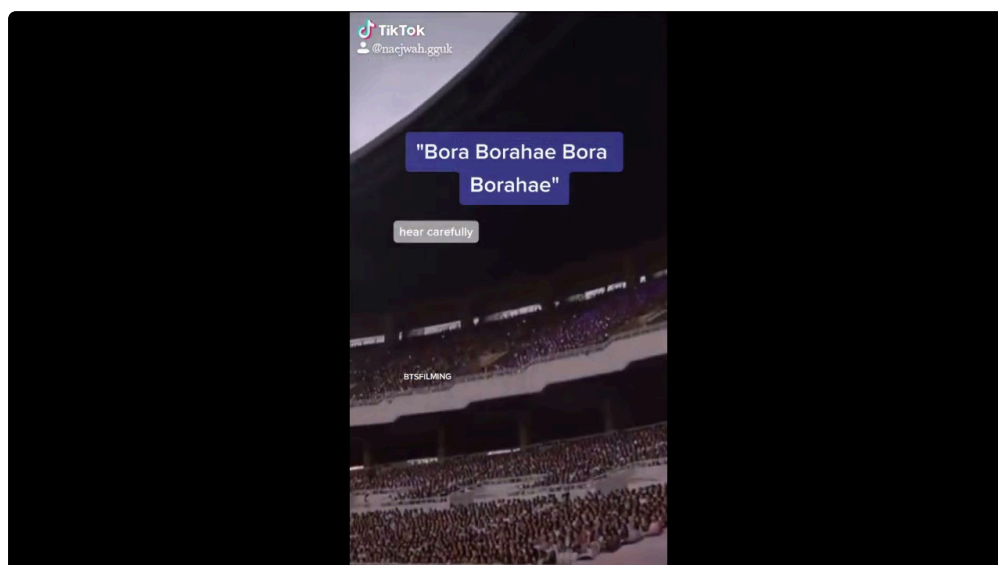 TikTok
@naejwah.gguk
"Bora Borahae Bora
Borahae"
hear carefully
BTSFILMING